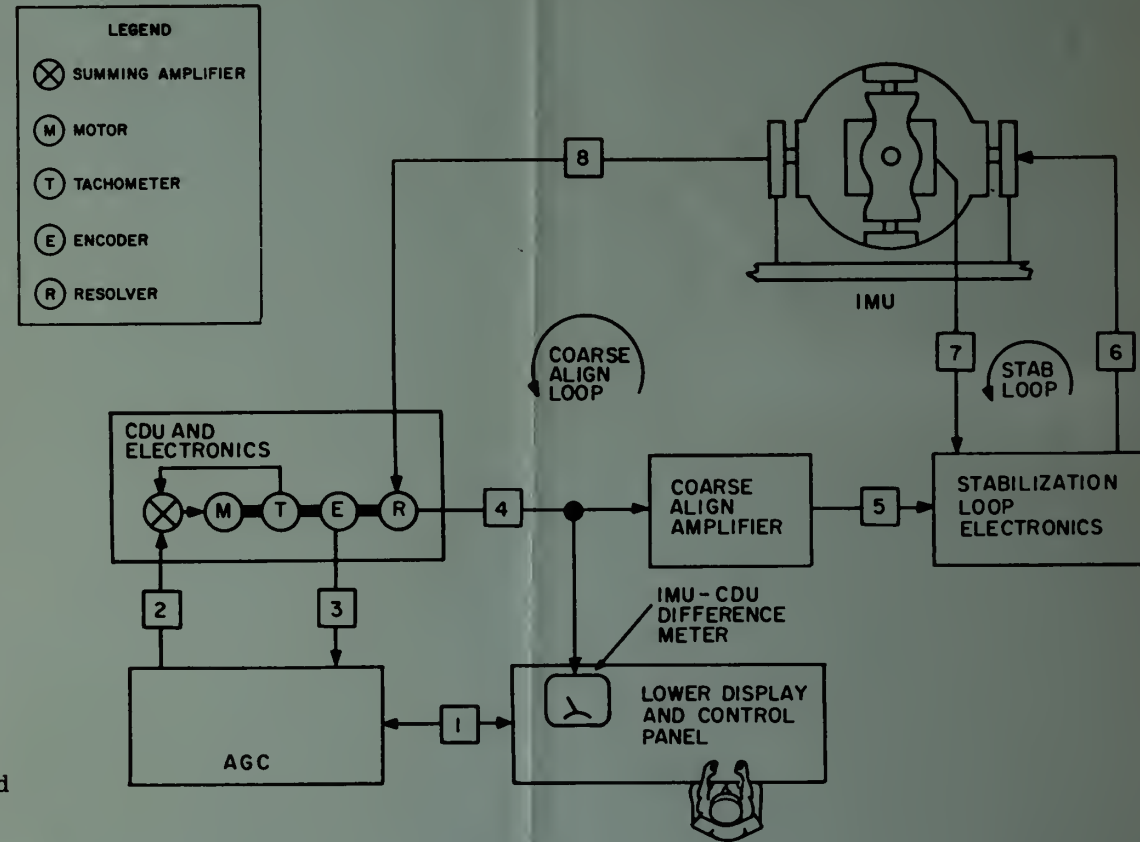 LEGEND
SUMMING AMPLIFIER
M MOTOR
T TACHOMETER
E ENCODER
R RESOLVER
8
IMU
7
6
COARSE
ALIGN
LOOP
STAB
LOOP
CDU AND
ELECTRONICS
M T E R
4
COARSE
ALIGN
AMPLIFIER
5
STABILIZATION
LOOP
ELECTRONICS
2
3
IMU-CDU
DIFFERENCE
METER
AGC
1
LOWER DISPLAY
AND CONTROL
PANEL
d